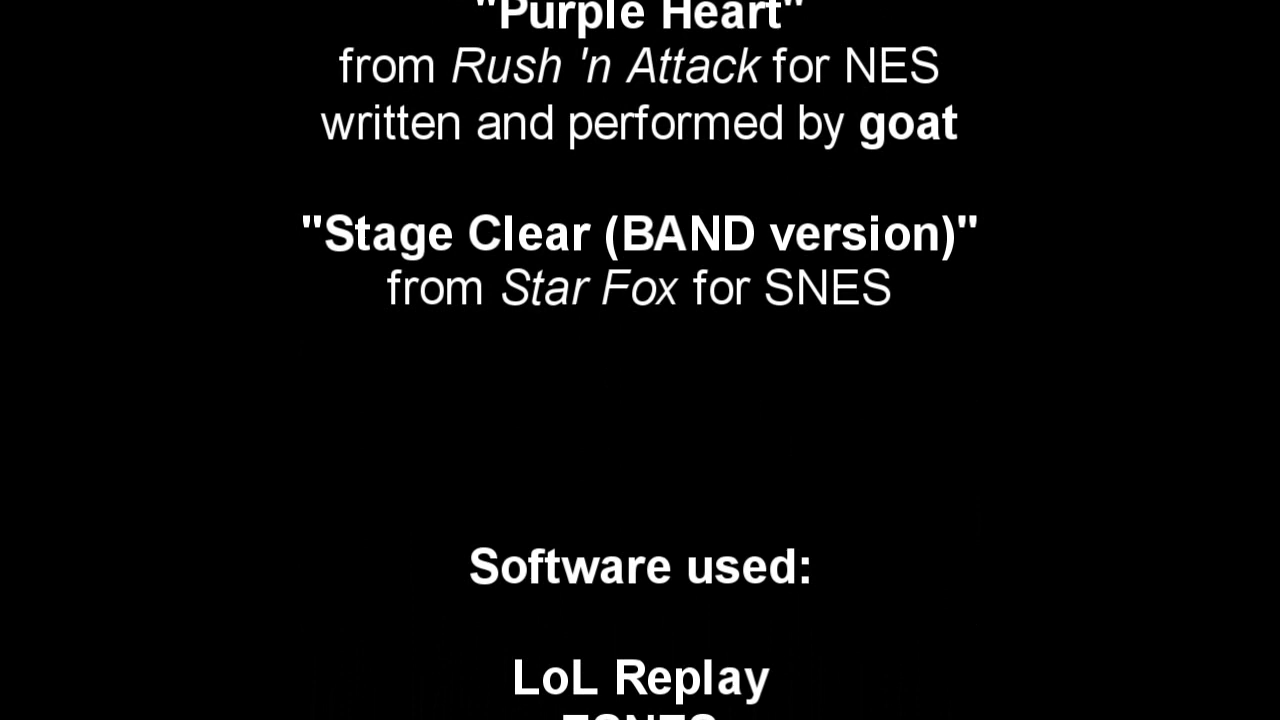 "Purple Heart"
from Rush 'n Attack for NES
written and performed by goat
"Stage Clear (BAND version)"
from Star Fox for SNES
Software used:
LoL Replay